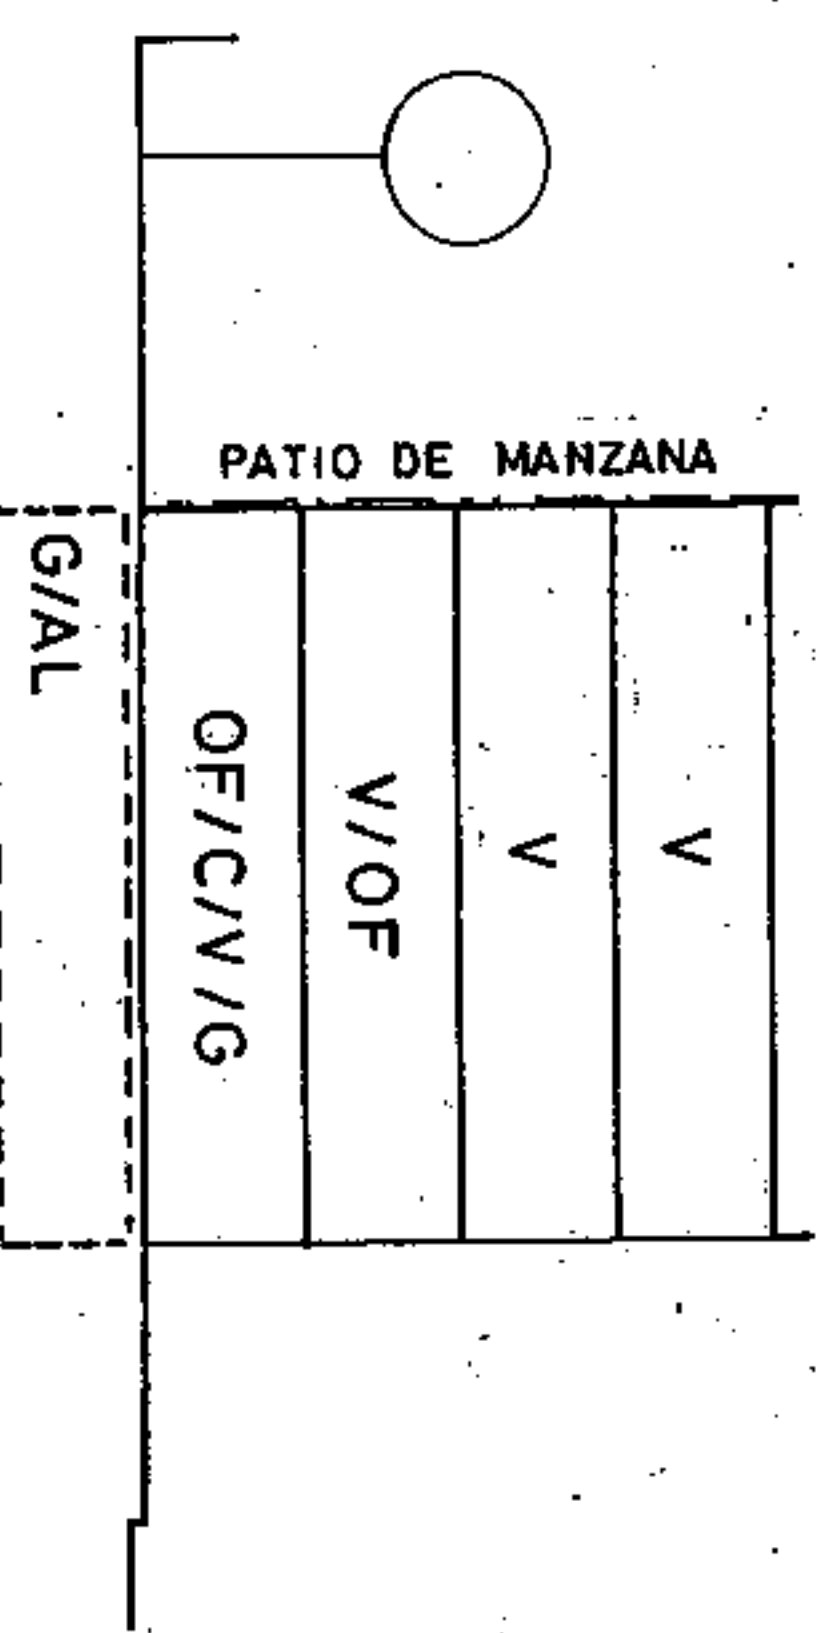 PATIO DE MANZANA
V
V
V/OF
OF/C/V/G
G/AL